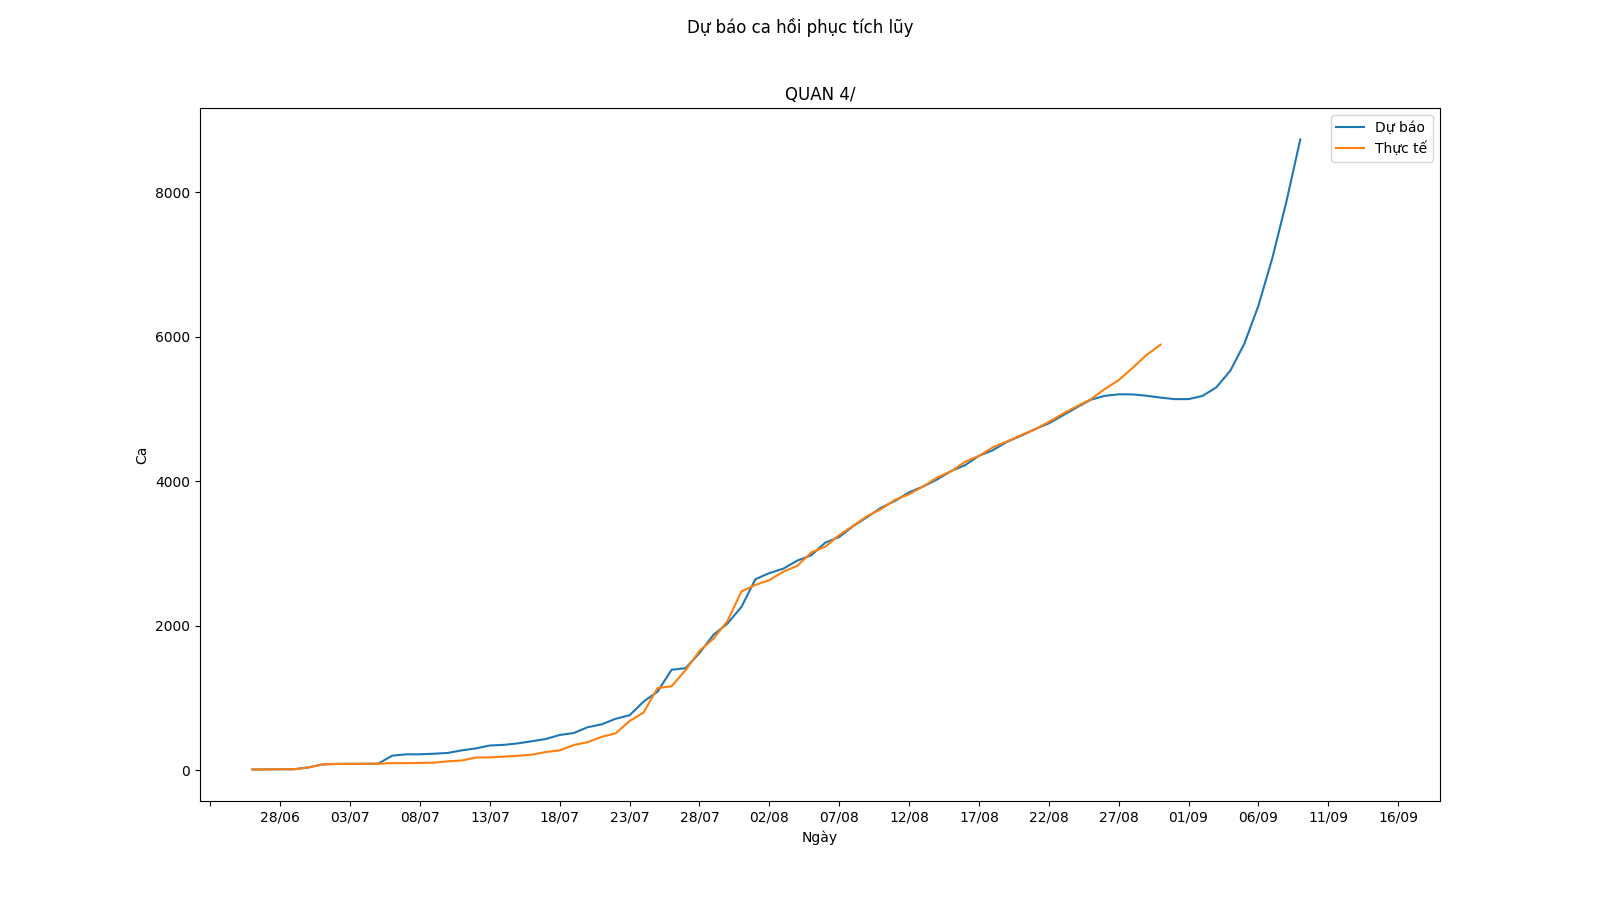 Dự báo ca hồi phục tích lũy
QUAN 4/
Dự báo
Thực tế
8000
6000
4000
2000
0
Ca
28/06 03/07 08/07 13/07 18/07 23/07 28/07 02/08 07/08 12/08 17/08 22/08 27/08 01/09 06/09 11/09 16/09
Ngày